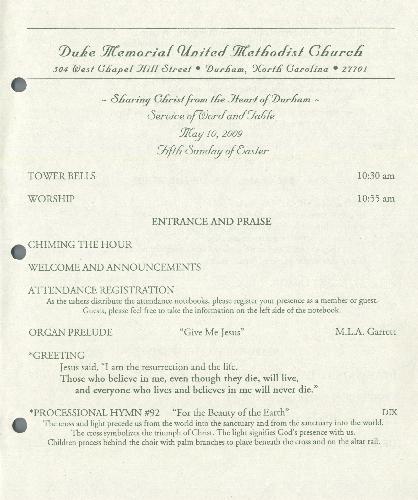 Duke Memorial United Methodist Church
504 West Chapel Hill Street • Durham, North Carolina • 27701
~ Sharing Christ from the Heart of Durham ~
Service of Word and Table
May 10, 2009
Fifth Sunday of Easter
TOWER BELLS 10:30 am
WORSHIP 10:55 am
ENTRANCE AND PRAISE
CHIMING THE HOUR
WELCOME AND ANNOUNCEMENTS
ATTENDANCE REGISTRATION
As the ushers distribute the attendance notebooks, please register your presence as a member or guest.
Guests, please feel free to take the information on the left side of the notebook.
ORGAN PRELUDE "Give Me Jesus" M.L.A. Garrett
*GREETING
Jesus said, "I am the resurrection and the life.
Those who believe in me, even though they die, will live,
and everyone who lives and believes in me will never die."
*PROCESSIONAL HYMN #92 "For the Beauty of the Earth" DIX
The cross and light precede us from the world into the sanctuary and from the sanctuary into the world.
The cross symbolizes the triumph of Christ. The light signifies God's presence with us.
Children process behind the choir with palm branches to place beneath the cross and on the altar rail.